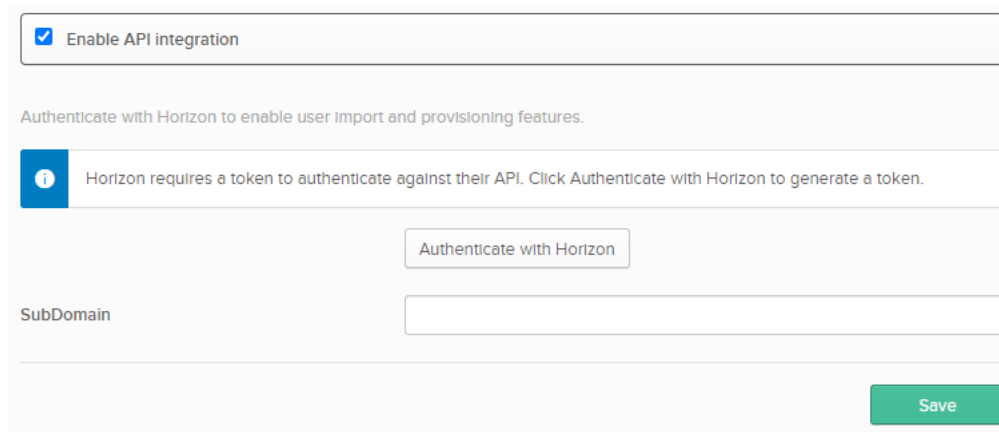 Enable API integration
Authenticate with Horizon to enable user import and provisioning features.
Horizon requires a token to authenticate against their API. Click Authenticate with Horizon to generate a token.
Authenticate with Horizon
SubDomain
Save